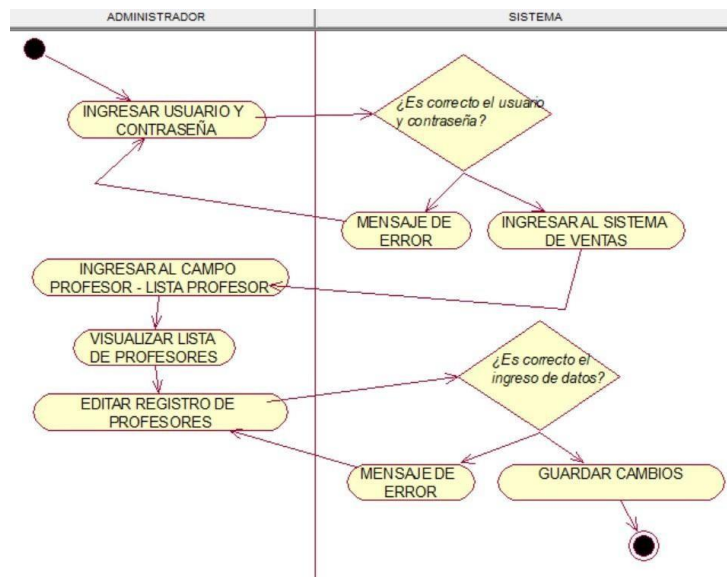 ADMINISTRADOR
SISTEMA
INGRESAR USUARIO Y
CONTRASEÑA
¿Es correcto el usuario
y contraseña?
MENSAJE DE
ERROR
INGRESAR AL SISTEMA
DE VENTAS
INGRESAR AL CAMPO
PROFESOR - LISTA PROFESOR
VISUALIZAR LISTA
DE PROFESORES
EDITAR REGISTRO DE
PROFESORES
¿Es correcto el
ingreso de datos?
MENSAJE DE
ERROR
GUARDAR CAMBIOS